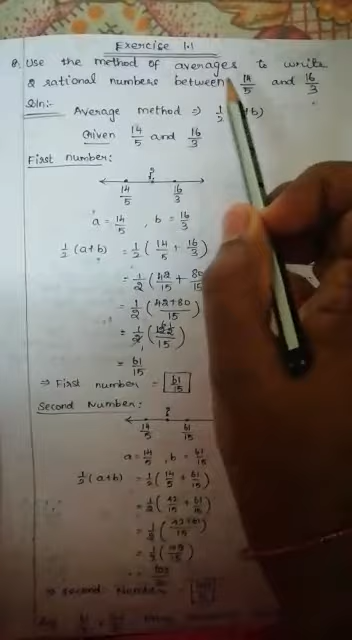 Exercise 1.1
Q. Use the method of averages to write
2 rational numbers between 14/5 and 16/3
Soln:-
Average method ⇒ 1/2 +b)
Given 14/5 and 16/3
First number:
?
14/5 16/3
a = 14/5, b = 16/3
1/2 (a+b) = 1/2 (14/5 + 16/3)
= 1/2 (42/15 + 80/15
= 1/2 (42+80/15)
= 1/2 (122/15)
61
= 61/15
⇒ First number = 61/15
Second Number:
?
14/5 61/15
a = 14/5, b = 61/15
1/2 (a+b) = 1/2 (14/5 + 61/15)
= 1/2 (42/15 + 61/15)
= 1/2 (42+61/15)
= 1/2 (103/15)
=
⇒ Second Number =